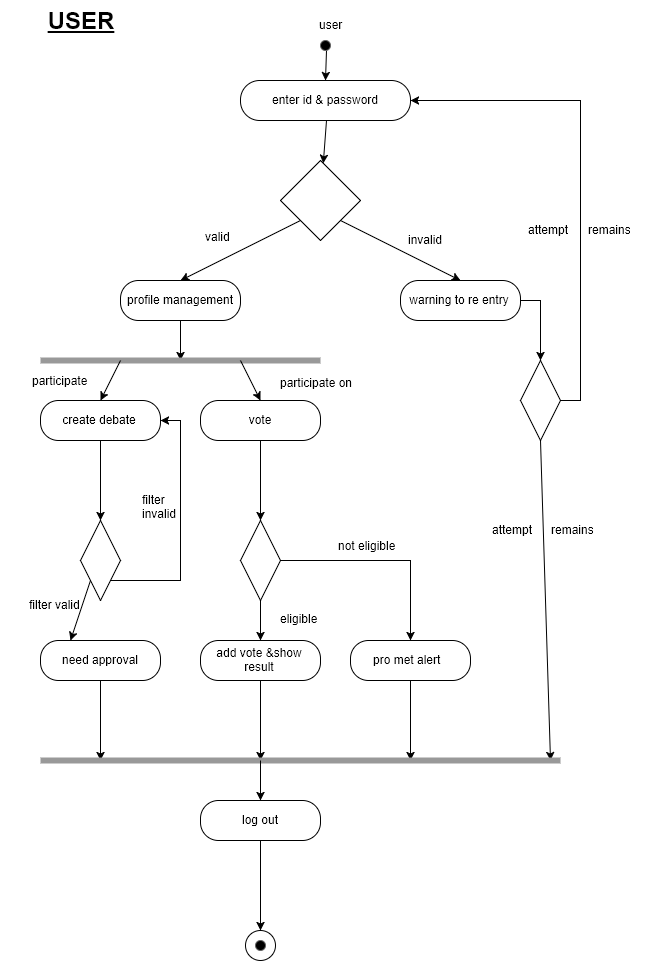 USER
user
enter id & password
valid
invalid
attempt
remains
profile management
warning to re entry
participate
participate on
create debate
vote
filter
invalid
attempt
remains
not eligible
filter valid
eligible
need approval
add vote &show
result
pro met alert
log out